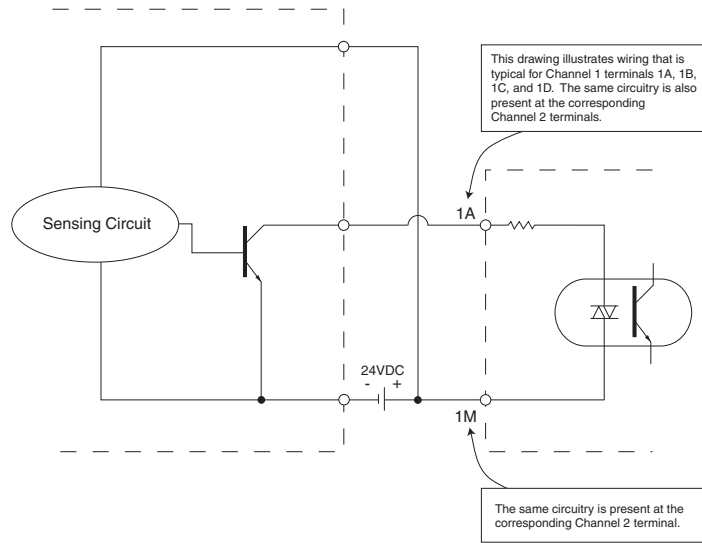 This drawing illustrates wiring that is
typical for Channel 1 terminals 1A, 1B,
1C, and 1D. The same circuitry is also
present at the corresponding
Channel 2 terminals.
1A
Sensing Circuit
24VDC
- +
1M
The same circuitry is present at the
corresponding Channel 2 terminal.